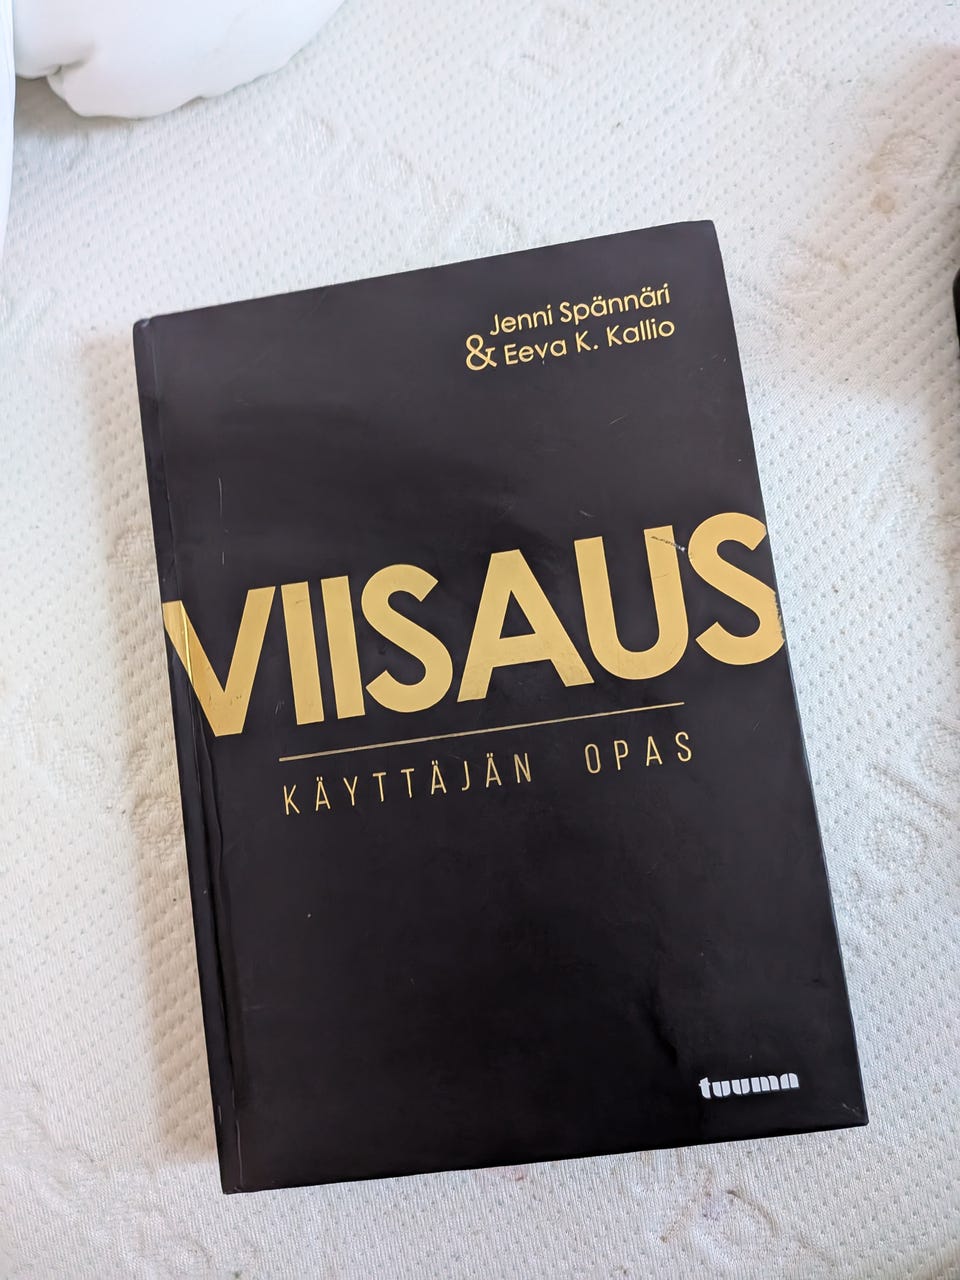 Jenni Spännäri
& Eeva K. Kallio
VIISAUS
KÄYTTÄJÄN OPAS
tuuma